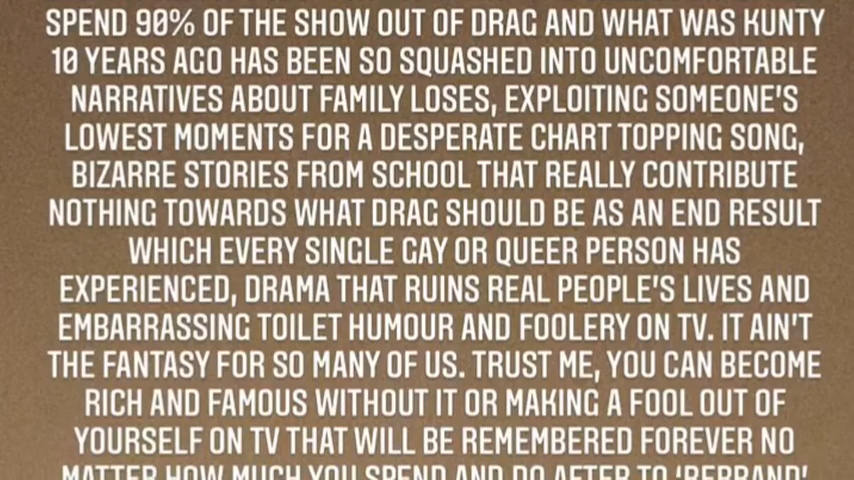 SPEND 90% OF THE SHOW OUT OF DRAG AND WHAT WAS KUNTY
10 YEARS AGO HAS BEEN SO SQUASHED INTO UNCOMFORTABLE
NARRATIVES ABOUT FAMILY LOSES, EXPLOITING SOMEONE'S
LOWEST MOMENTS FOR A DESPERATE CHART TOPPING SONG,
BIZARRE STORIES FROM SCHOOL THAT REALLY CONTRIBUTE
NOTHING TOWARDS WHAT DRAG SHOULD BE AS AN END RESULT
WHICH EVERY SINGLE GAY OR QUEER PERSON HAS
EXPERIENCED, DRAMA THAT RUINS REAL PEOPLE'S LIVES AND
EMBARRASSING TOILET HUMOUR AND FOOLERY ON TV. IT AIN'T
THE FANTASY FOR SO MANY OF US. TRUST ME, YOU CAN BECOME
RICH AND FAMOUS WITHOUT IT OR MAKING A FOOL OUT OF
YOURSELF ON TV THAT WILL BE REMEMBERED FOREVER NO
MATTER HOW MUCH YOU SPEND AND DO AFTER TO 'REBRAND'